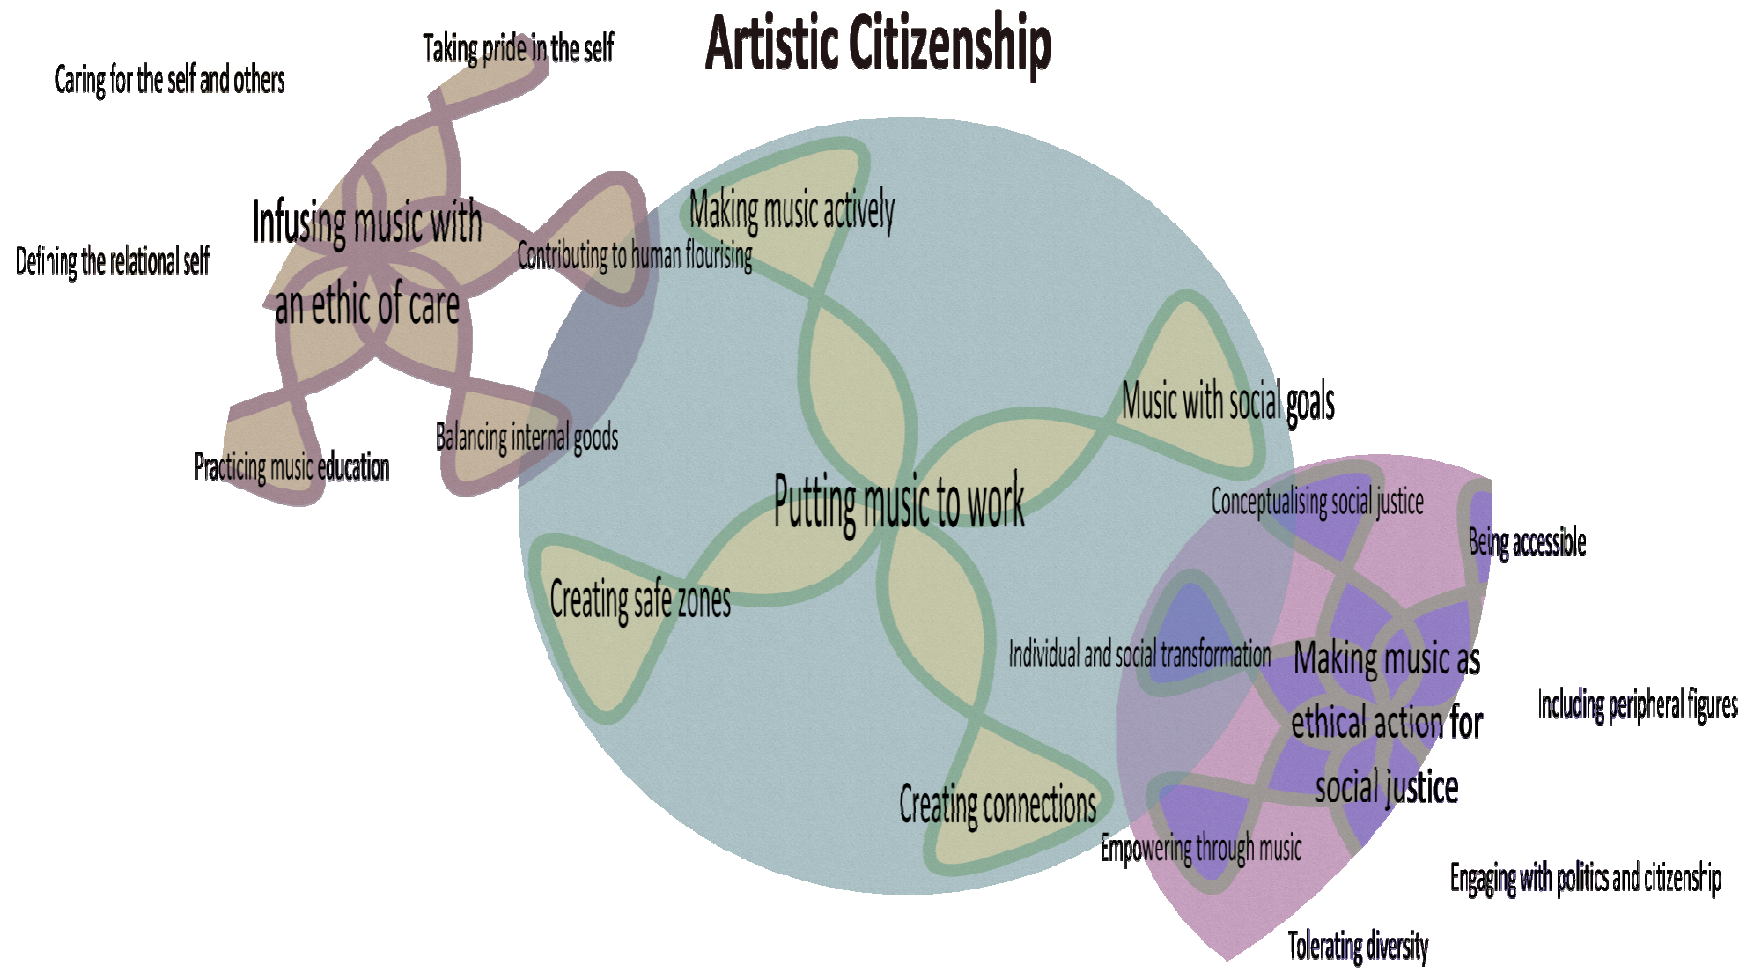 Artistic Citizenship
Taking pride in the self
Caring for the self and others
Infusing music with
an ethic of care
Defining the relational self
Contributing to human flourising
Practicing music education
Balancing internal goods
Making music actively
Music with social goals
Putting music to work
Creating safe zones
Creating connections
Conceptualising social justice
Being accessible
Individual and social transformation
Making music as
ethical action for
social justice
Including peripheral figures
Empowering through music
Engaging with politics and citizenship
Tolerating diversity